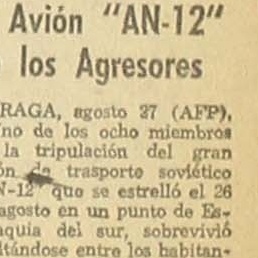 Avión "AN-12"
los Agresores
RAGA, agosto 27 (AFP),
no de los ocho miembros
la tripulación del gran
ón de trasporte soviético
N-12" que se estrelló el 26
agosto en un punto de Es-
aquia del sur, sobrevivió
ltándose entre los habitan-